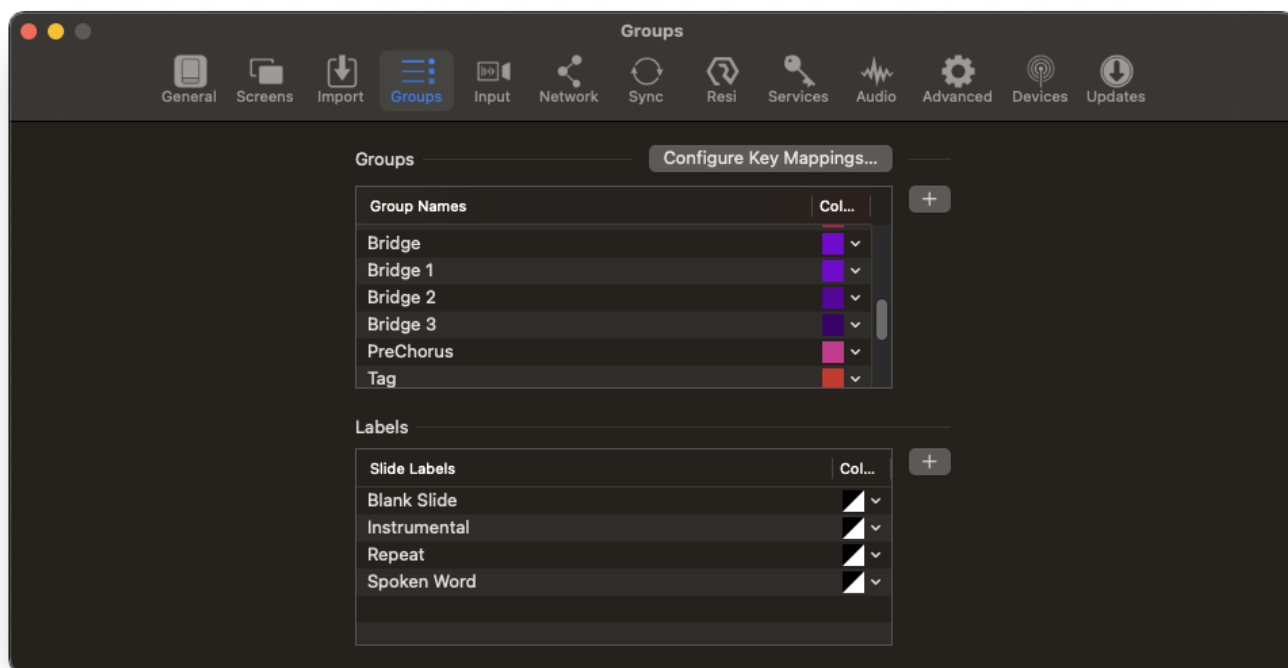 Groups
General Screens Import Groups Input Network Sync Resi Services Audio Advanced Devices Updates
Groups Configure Key Mappings...
Group Names Col... +
Bridge
Bridge 1
Bridge 2
Bridge 3
PreChorus
Tag
Labels
Slide Labels Col... +
Blank Slide
Instrumental
Repeat
Spoken Word